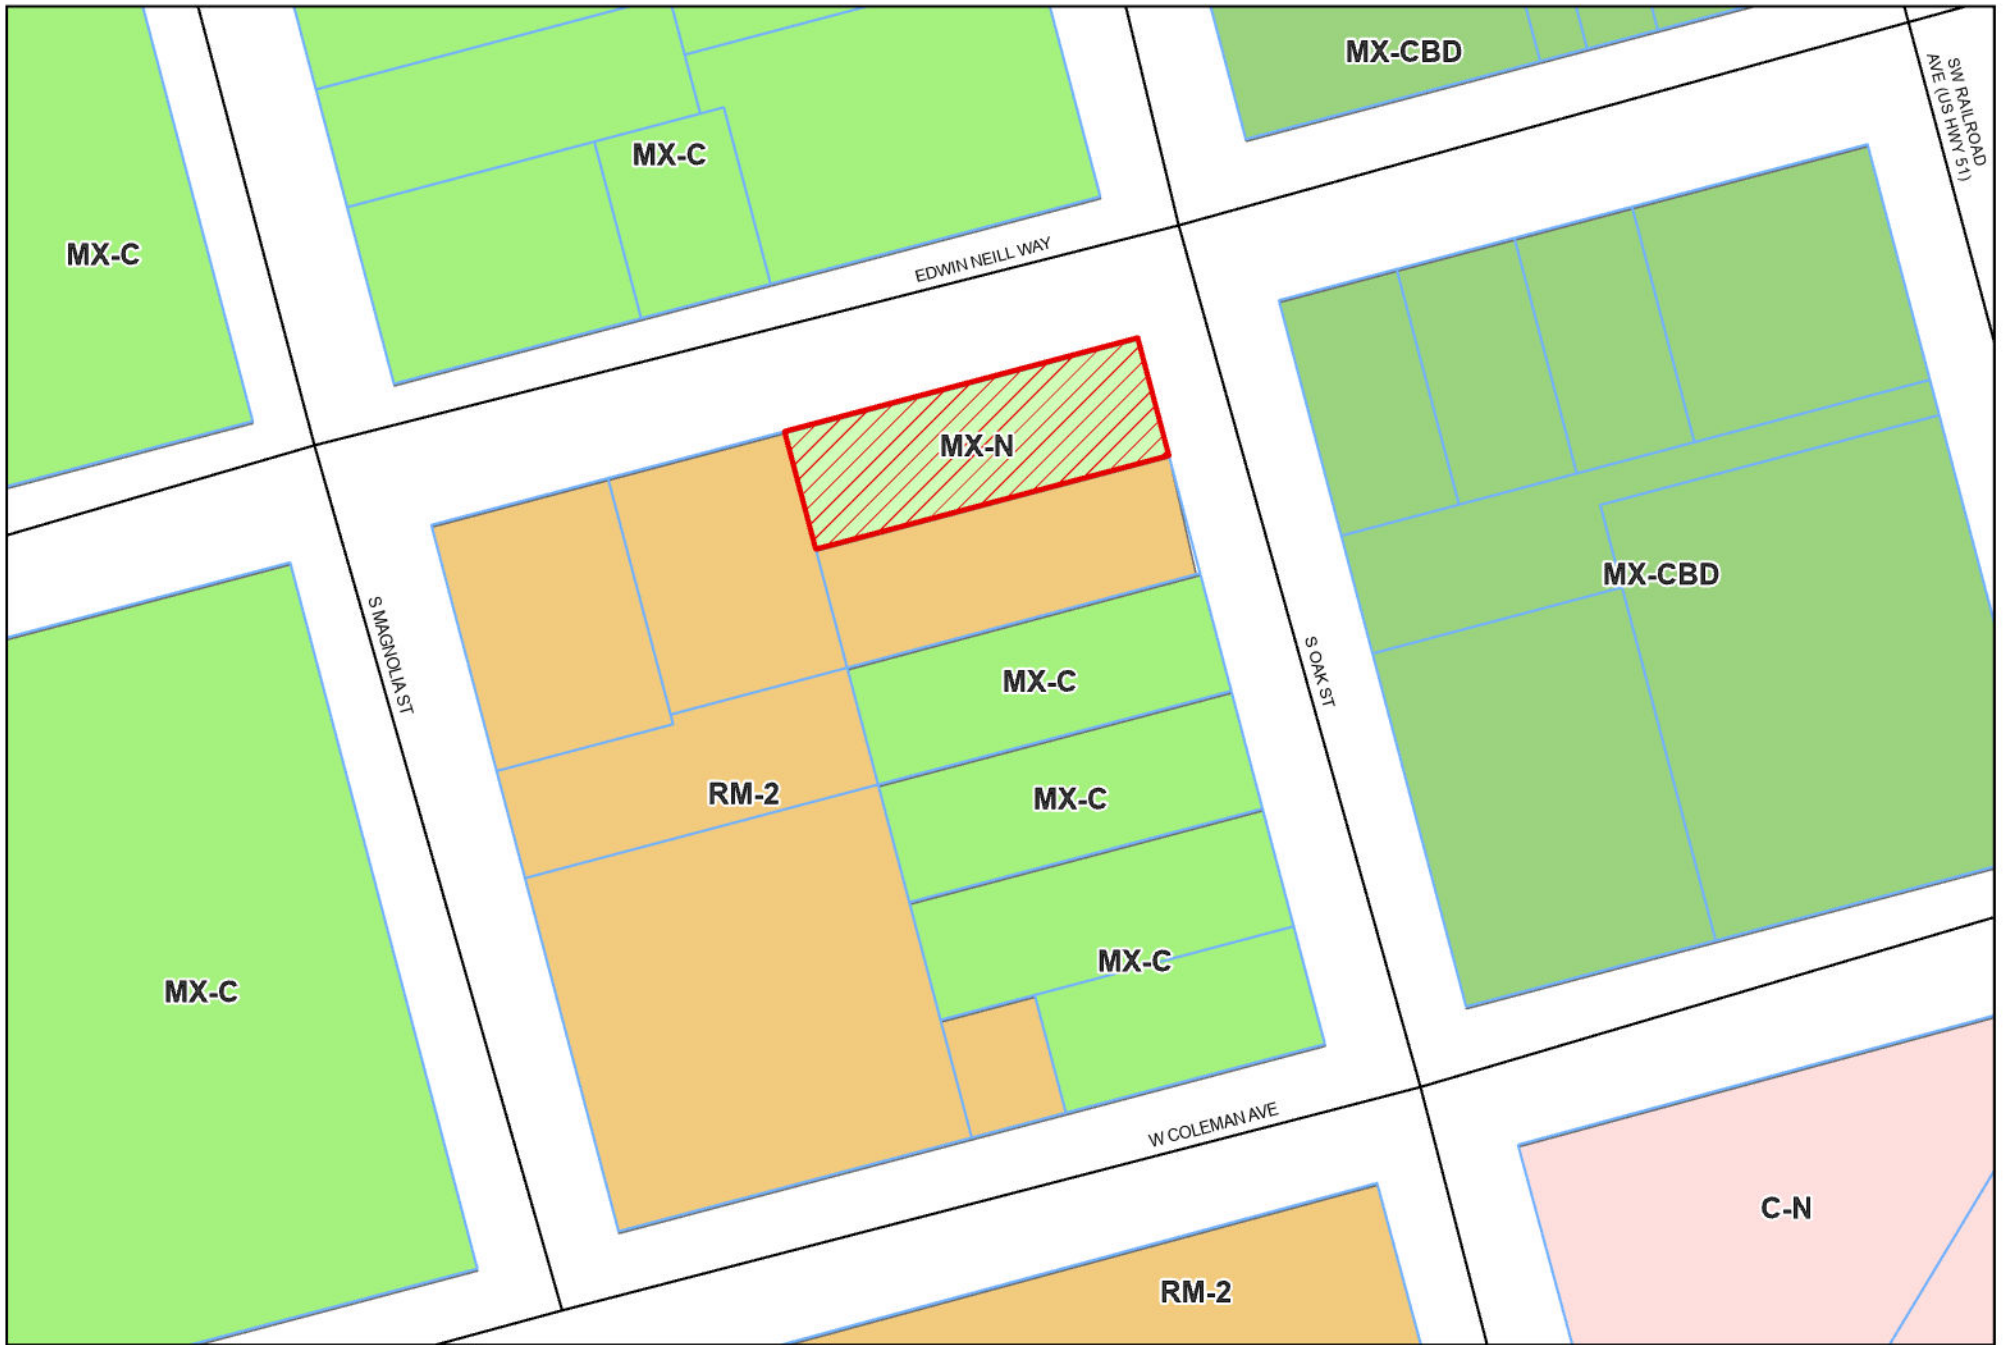 MX-CBD
SW RAILROAD
AVE (US HWY 51)
MX-C
MX-C
EDWIN NEILL WAY
MX-N
MX-CBD
S MAGNOLIA ST
S OAK ST
MX-C
RM-2
MX-C
MX-C
MX-C
W COLEMAN AVE
C-N
RM-2